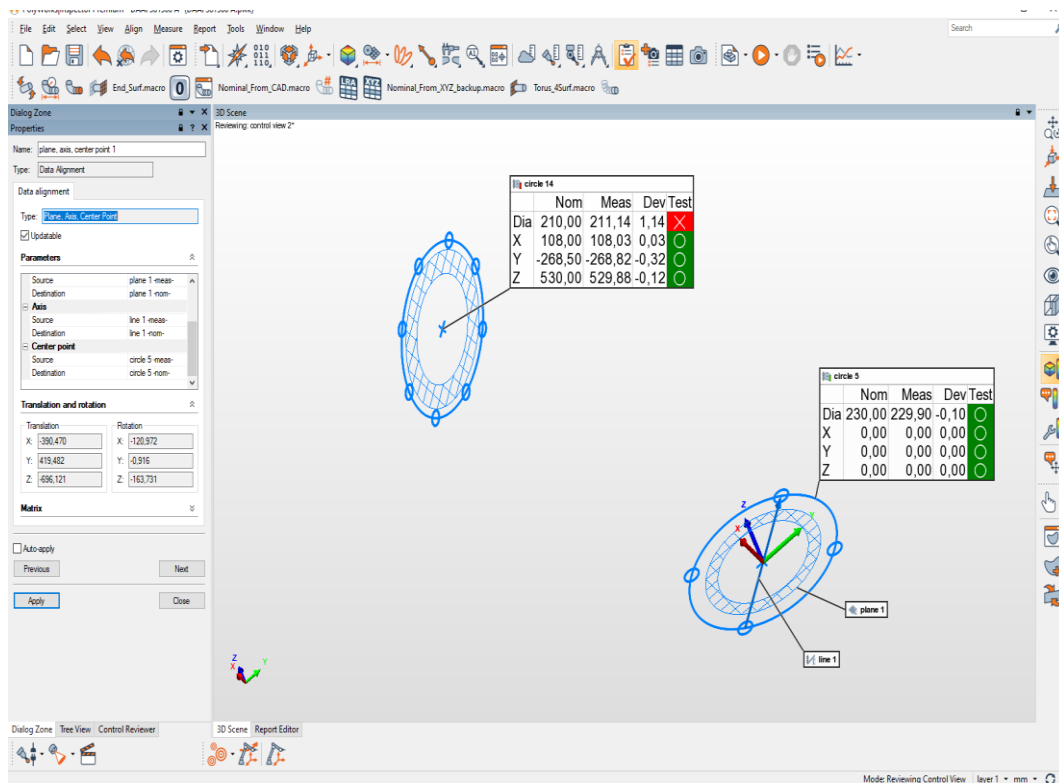 File Edit Select View Align Measure Report Tools Window Help
Search
End_Surf.macro 0 Nominal_From_CAD.macro Nominal_From_XYZ_backup.macro Torus_4Surf.macro
Dialog Zone
3D Scene
Properties
Reviewing: control view 2*
Name: plane, axis, center point 1
Type: Data Alignment
Data alignment
Type: Plane, Axis, Center Point
Updatable
Parameters
Source plane 1-meas-
Destination plane 1-nom-
Axis
Source line 1-meas-
Destination line 1-nom-
Center point
Source circle 5-meas-
Destination circle 5-nom-
Translation and rotation
Translation Rotation
X: -390,470 X: -120,972
Y: 419,482 Y: -0,916
Z: -696,121 Z: -163,731
Matrix
Auto-apply
Previous Next
Apply Close
circle 14
Nom Meas Dev Test
Dia 210,00 211,14 1,14
X 108,00 108,03 0,03
Y -268,50 -268,82 -0,32
Z 530,00 529,88 -0,12
circle 5
Nom Meas Dev Test
Dia 230,00 229,90 -0,10
X 0,00 0,00 0,00
Y 0,00 0,00 0,00
Z 0,00 0,00 0,00
Z
X
Y
plane 1
line 1
Z
X
Y
Dialog Zone Tree View Control Reviewer
3D Scene Report Editor
Mode: Reviewing Control View layer 1 mm